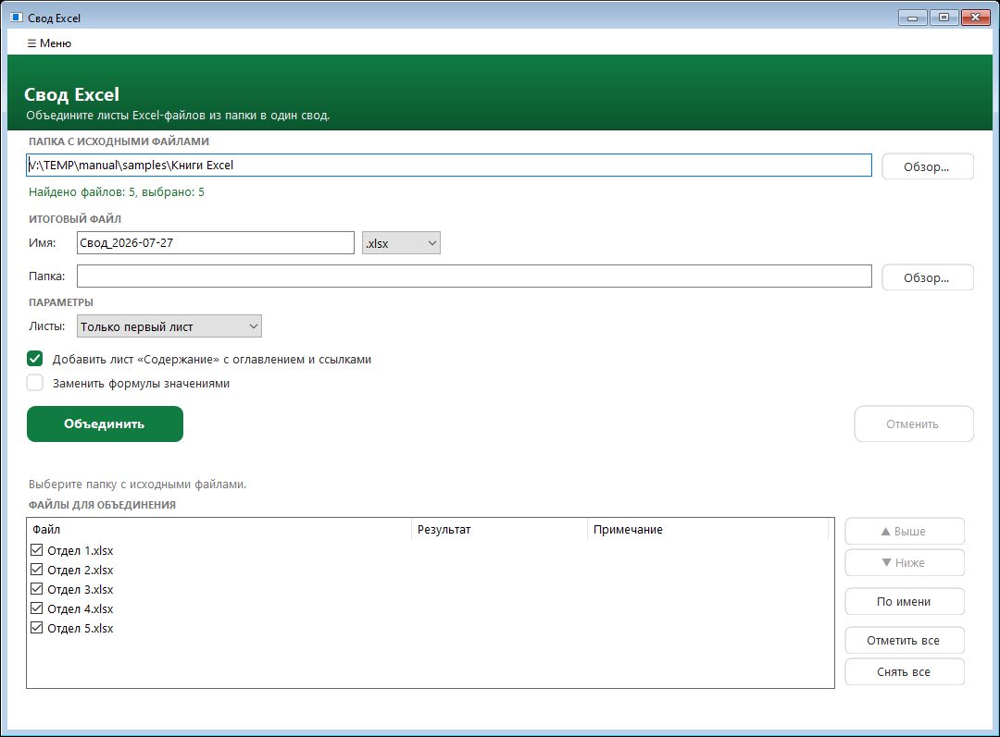 Свод Excel
☰ Меню
Свод Excel
Объедините листы Excel-файлов из папки в один свод.
ПАПКА С ИСХОДНЫМИ ФАЙЛАМИ
V:\TEMP\manual\samples\Книги Excel
Обзор...
Найдено файлов: 5, выбрано: 5
ИТОГОВЫЙ ФАЙЛ
Имя: Свод_2026-07-27 .xlsx
Папка: Обзор...
ПАРАМЕТРЫ
Листы: Только первый лист
Добавить лист «Содержание» с оглавлением и ссылками
Заменить формулы значениями
Объединить Отменить
Выберите папку с исходными файлами.
ФАЙЛЫ ДЛЯ ОБЪЕДИНЕНИЯ
Файл Результат Примечание
Отдел 1.xlsx
Отдел 2.xlsx
Отдел 3.xlsx
Отдел 4.xlsx
Отдел 5.xlsx
▲ Выше
▼ Ниже
По имени
Отметить все
Снять все